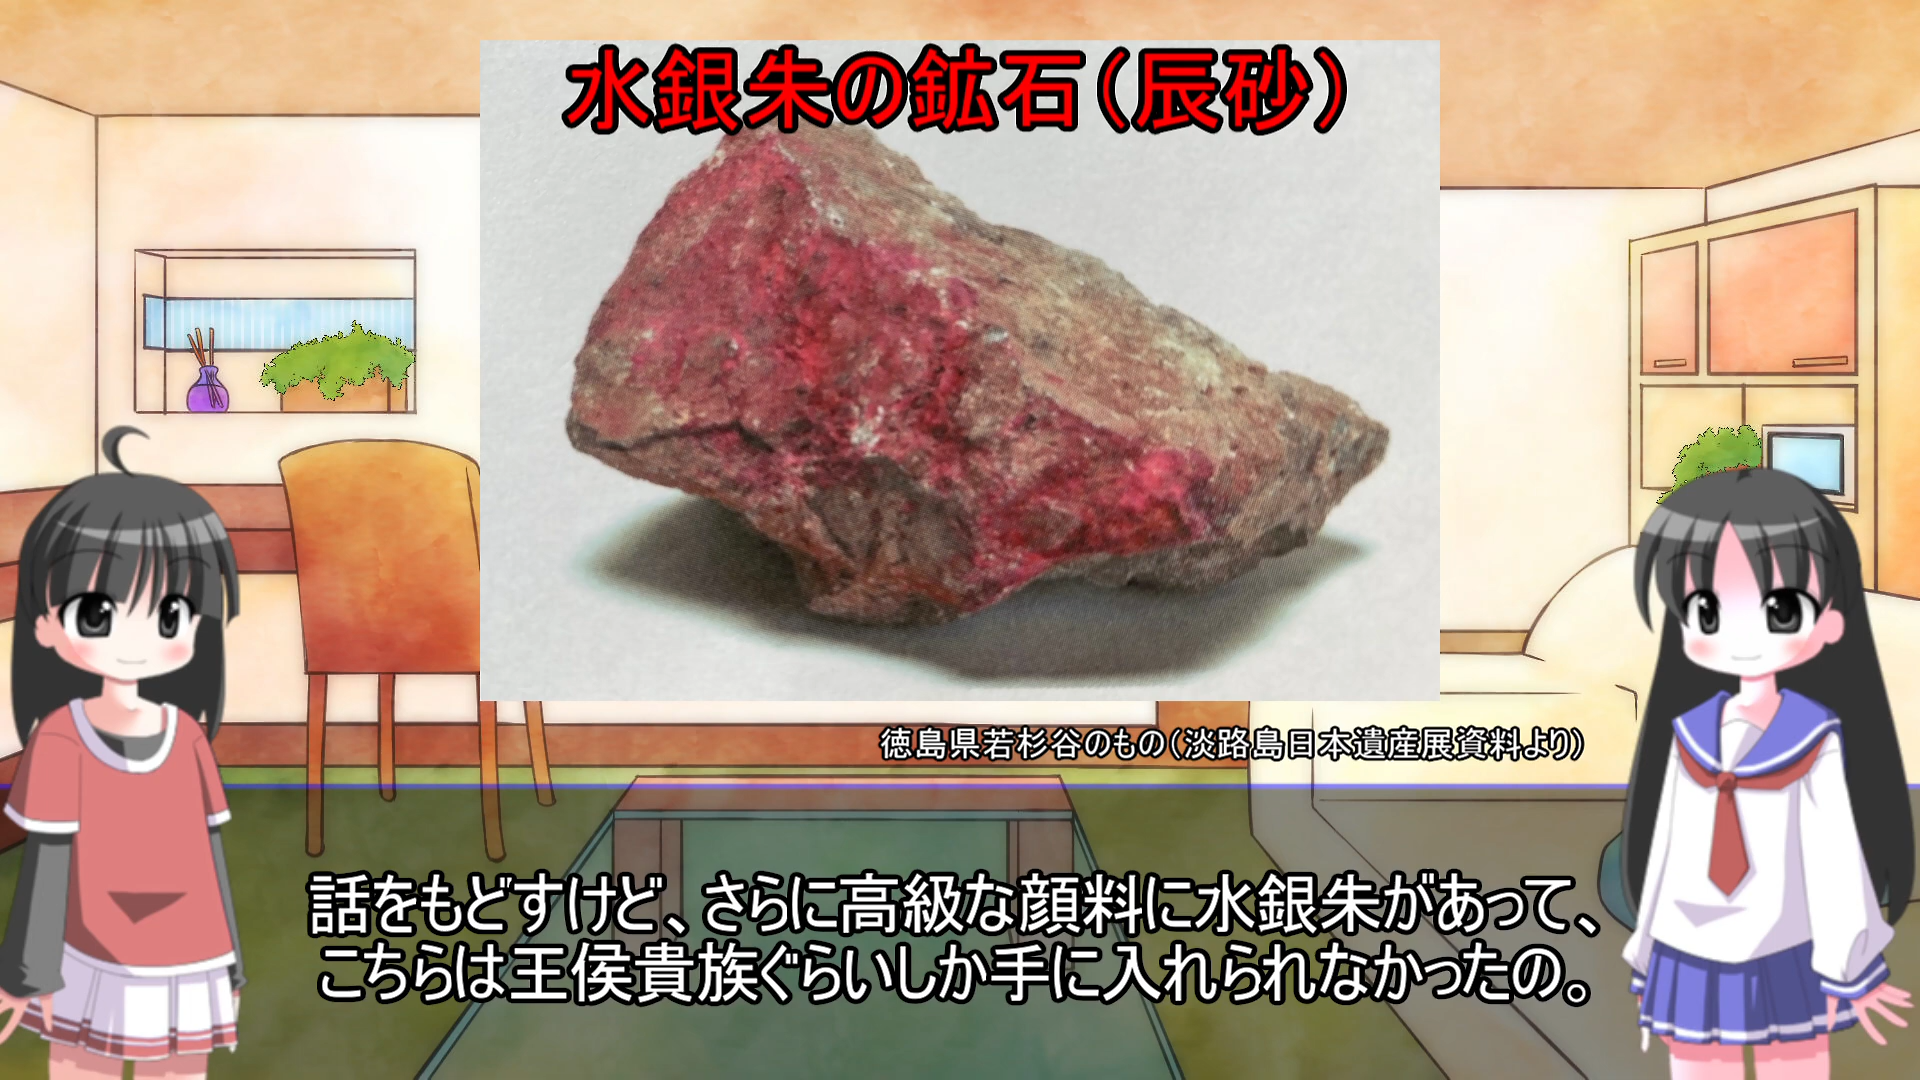 水銀朱の鉱石（辰砂）
徳島県若杉谷のもの（淡路島日本遺産展資料より）
話をもどすけど、さらに高級な顔料に水銀朱があって、
こちらは王侯貴族ぐらいしか手に入れられなかったの。